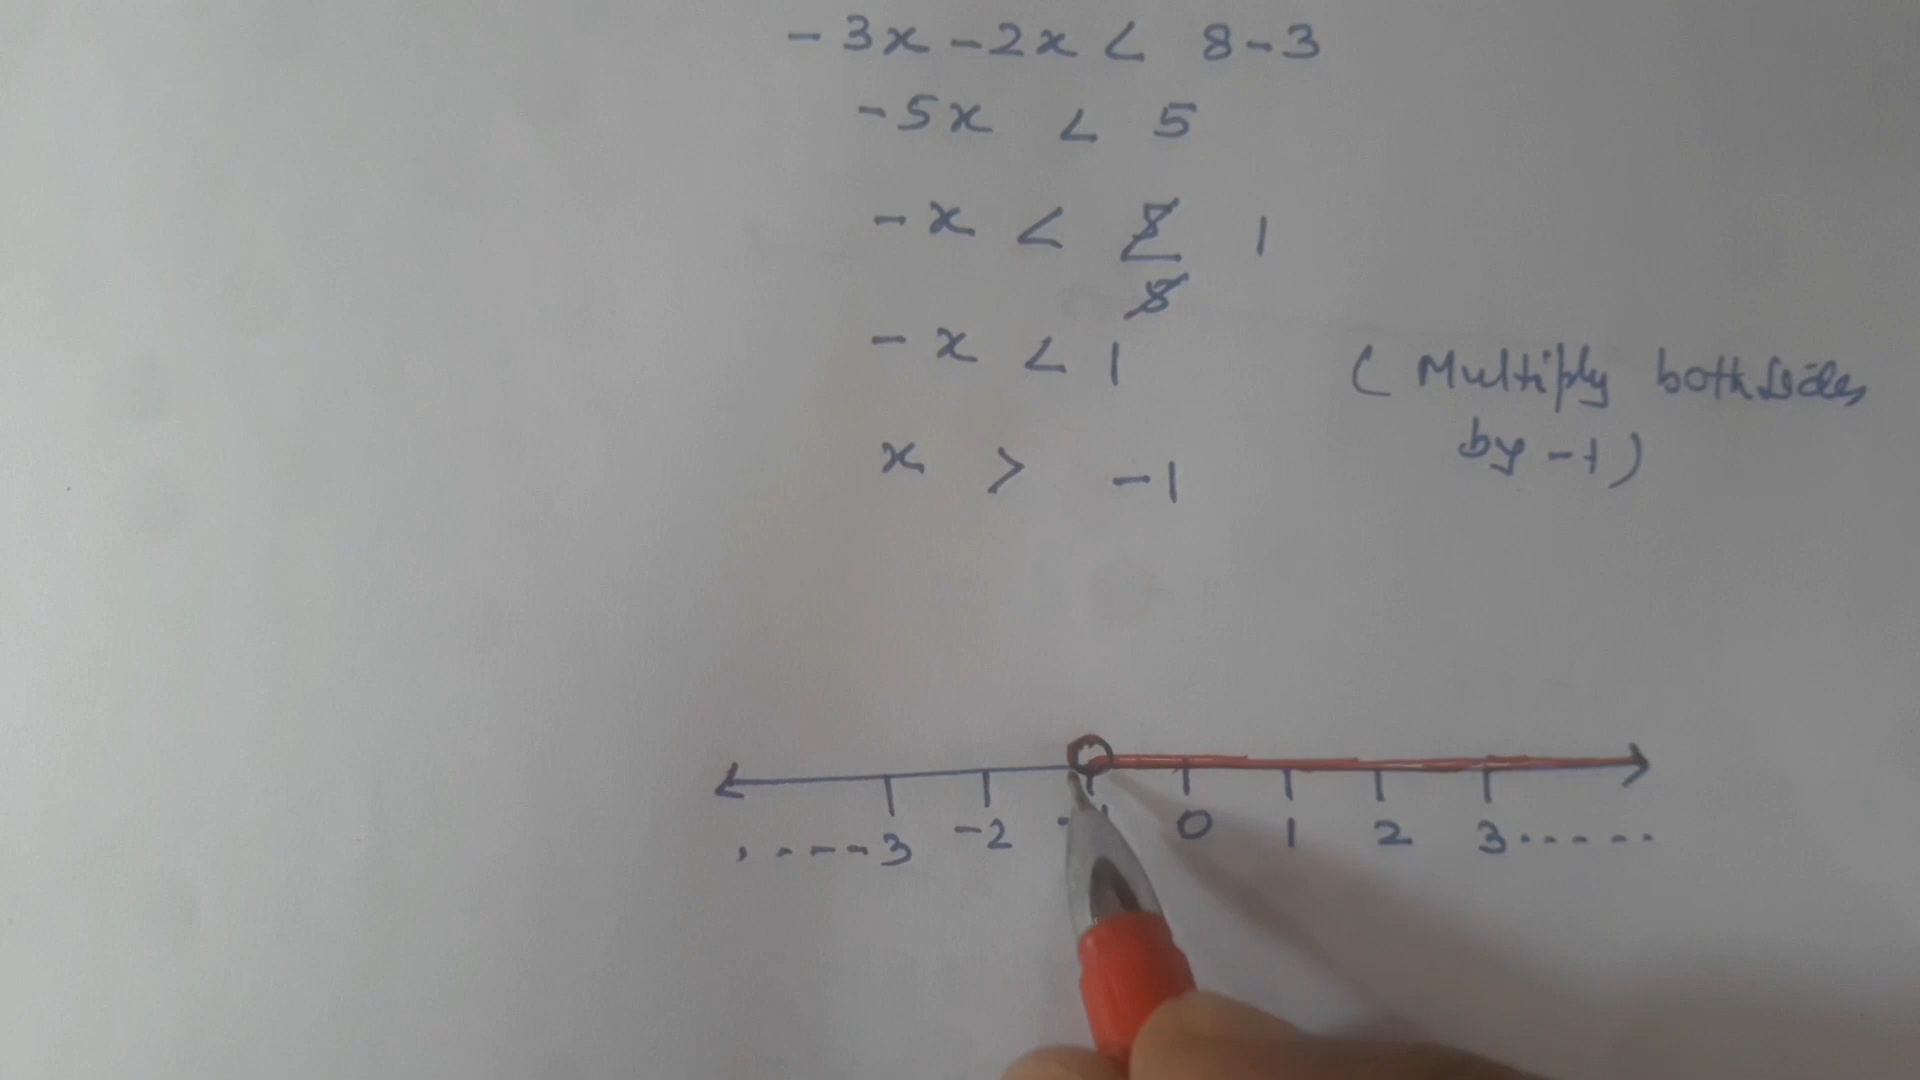 -3x-2x < 8-3
-5x < 5
-x < 5/5 1
-x < 1 (Multiply both sides
by -1)
x > -1
.----3 -2 0 1 2 3.....